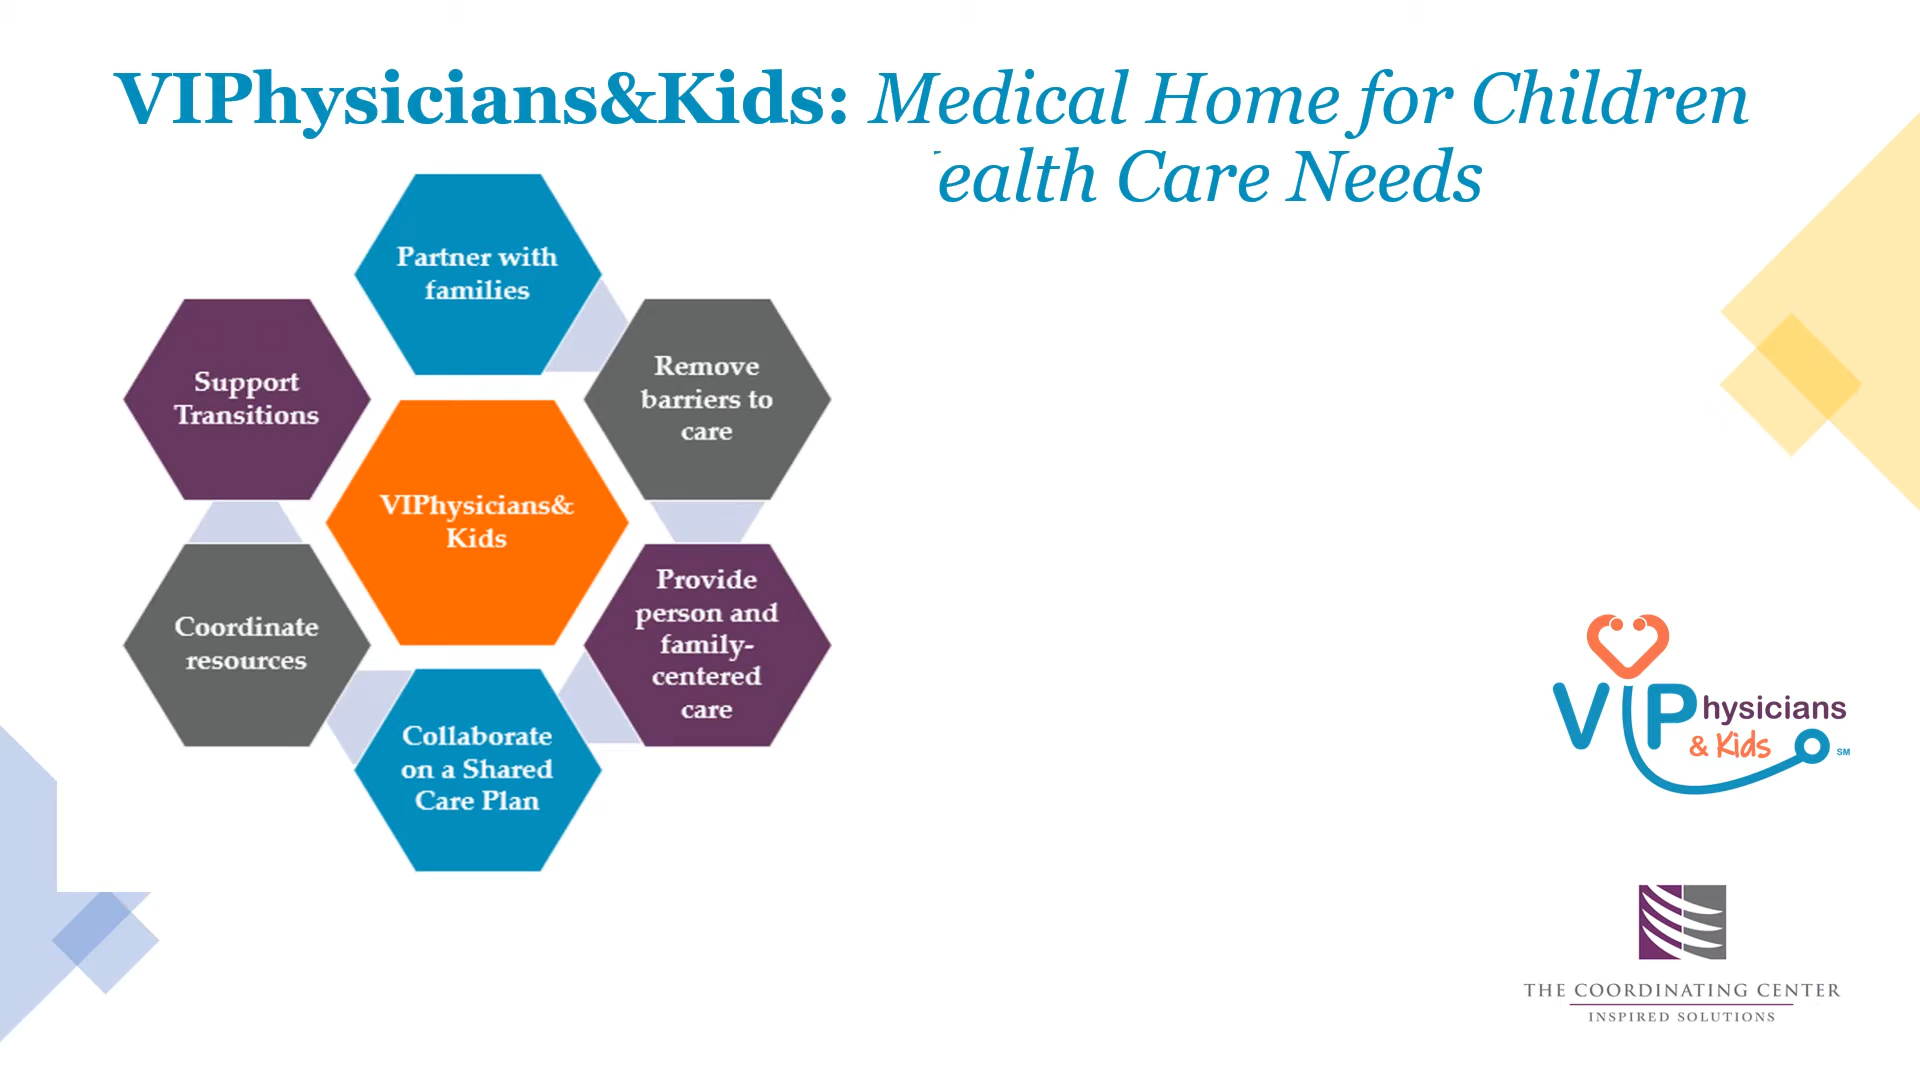 VIPhysicians&Kids: Medical Home for Children
ealth Care Needs
Partner with
families
Remove
barriers to
care
Provide
person and
family-
centered
care
Collaborate
on a Shared
Care Plan
Coordinate
resources
Support
Transitions
VIPhysicians&
Kids
VIPhysicians
& Kids SM
THE COORDINATING CENTER
INSPIRED SOLUTIONS